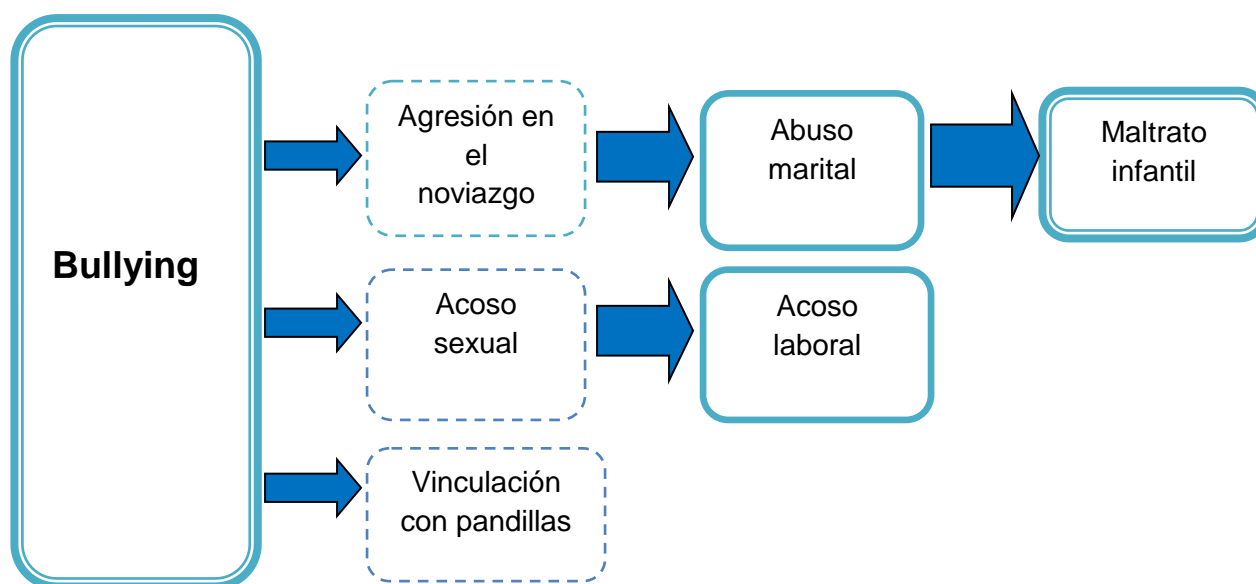 Bullying
Agresión en
el
noviazgo
Abuso
marital
Maltrato
infantil
Acoso
sexual
Acoso
laboral
Vinculación
con pandillas